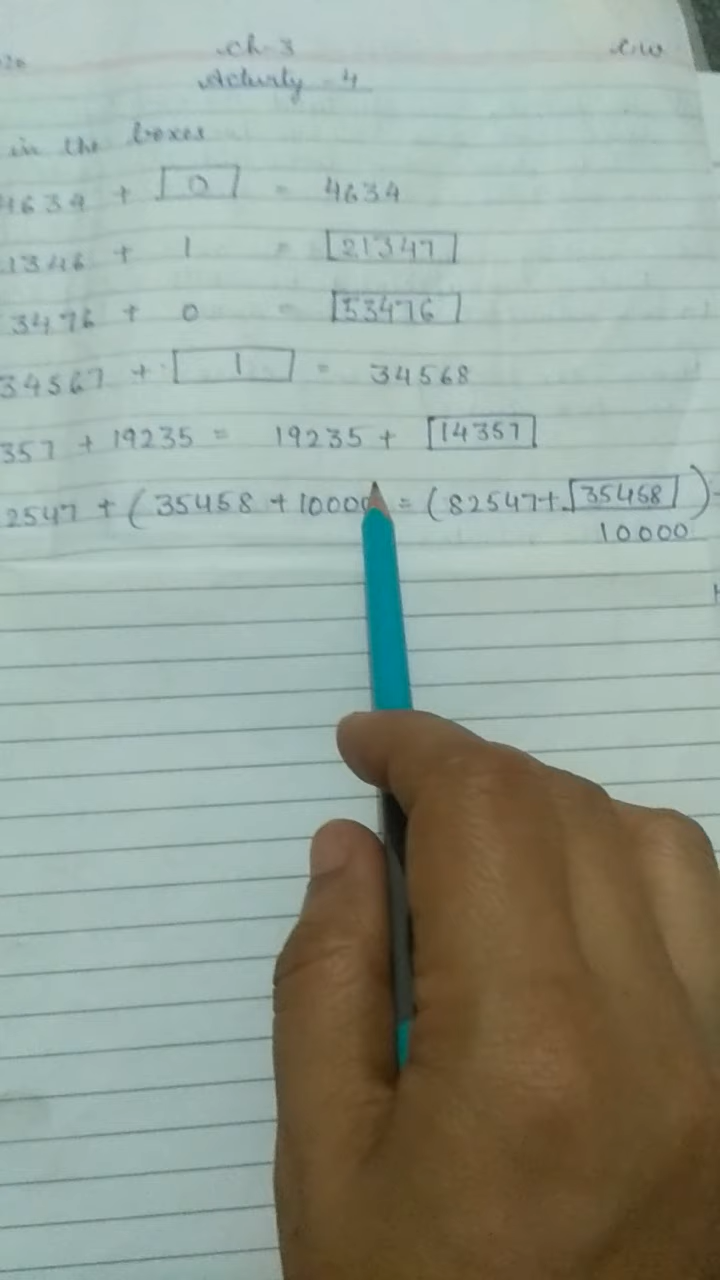 ch-3 C.W
Activity - 4
in the boxes
4634 + 0 = 4634
1346 + 1 = 21347
3476 + 0 = 53476
34567 + 1 = 34568
357 + 19235 = 19235 + 14357
2547 + ( 35458 + 10000 = ( 82547 + 35458 )
10000